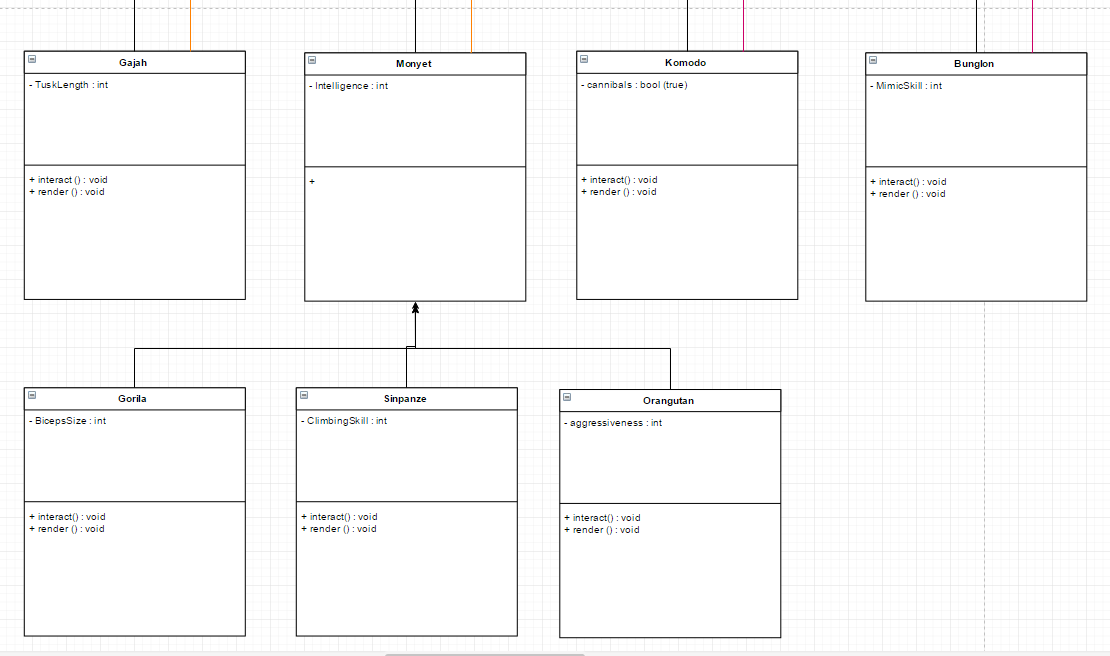 Gajah
- TuskLength : int
+ interact () : void
+ render () : void
Monyet
- Intelligence : int
+
Komodo
- cannibals : bool (true)
+ interact() : void
+ render () : void
Bunglon
- MimicSkill : int
+ interact() : void
+ render () : void
Gorila
- BicepsSize : int
+ interact() : void
+ render () : void
Sinpanze
- ClimbingSkill : int
+ interact() : void
+ render () : void
Orangutan
- aggressiveness : int
+ interact() : void
+ render () : void